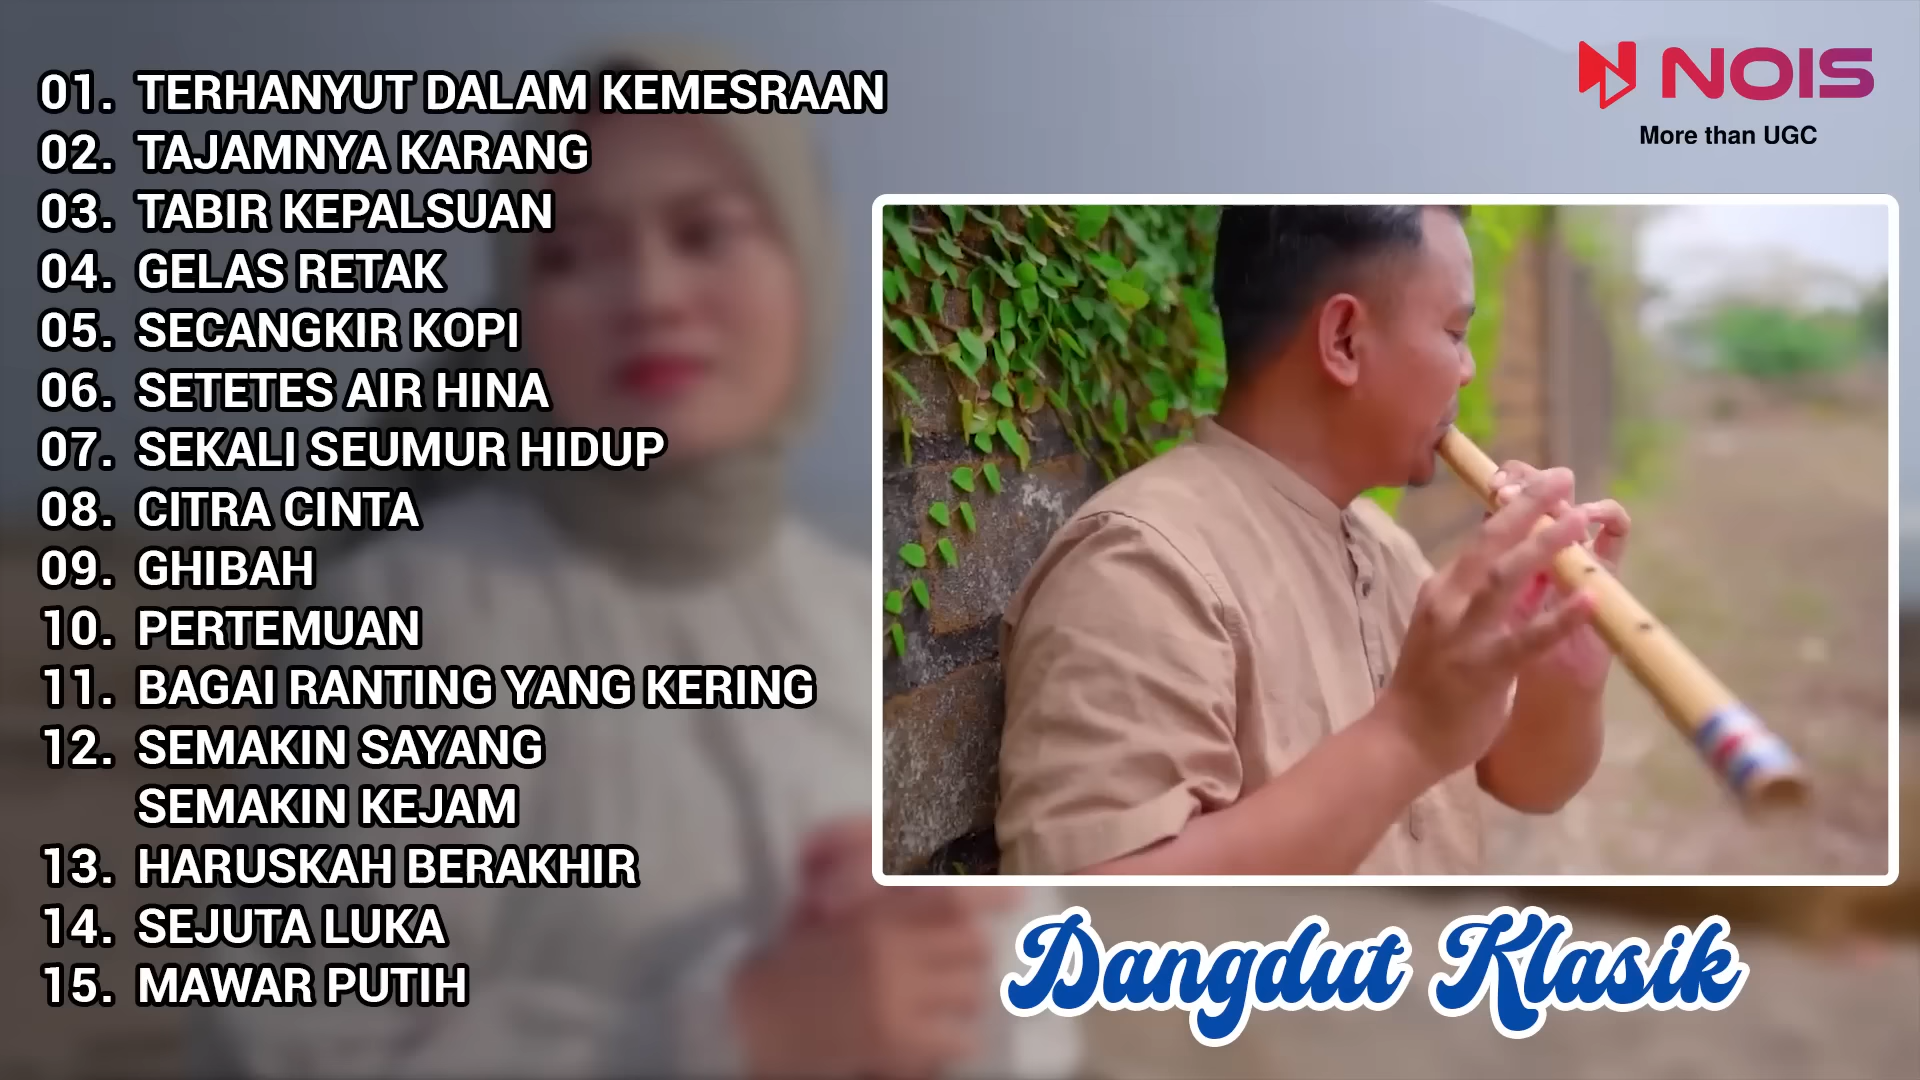 01. TERHANYUT DALAM KEMESRAAN
02. TAJAMNYA KARANG
03. TABIR KEPALSUAN
04. GELAS RETAK
05. SECANGKIR KOPI
06. SETETES AIR HINA
07. SEKALI SEUMUR HIDUP
08. CITRA CINTA
09. GHIBAH
10. PERTEMUAN
11. BAGAI RANTING YANG KERING
12. SEMAKIN SAYANG
SEMAKIN KEJAM
13. HARUSKAH BERAKHIR
14. SEJUTA LUKA
15. MAWAR PUTIH
NOIS
More than UGC
Dangdut Klasik